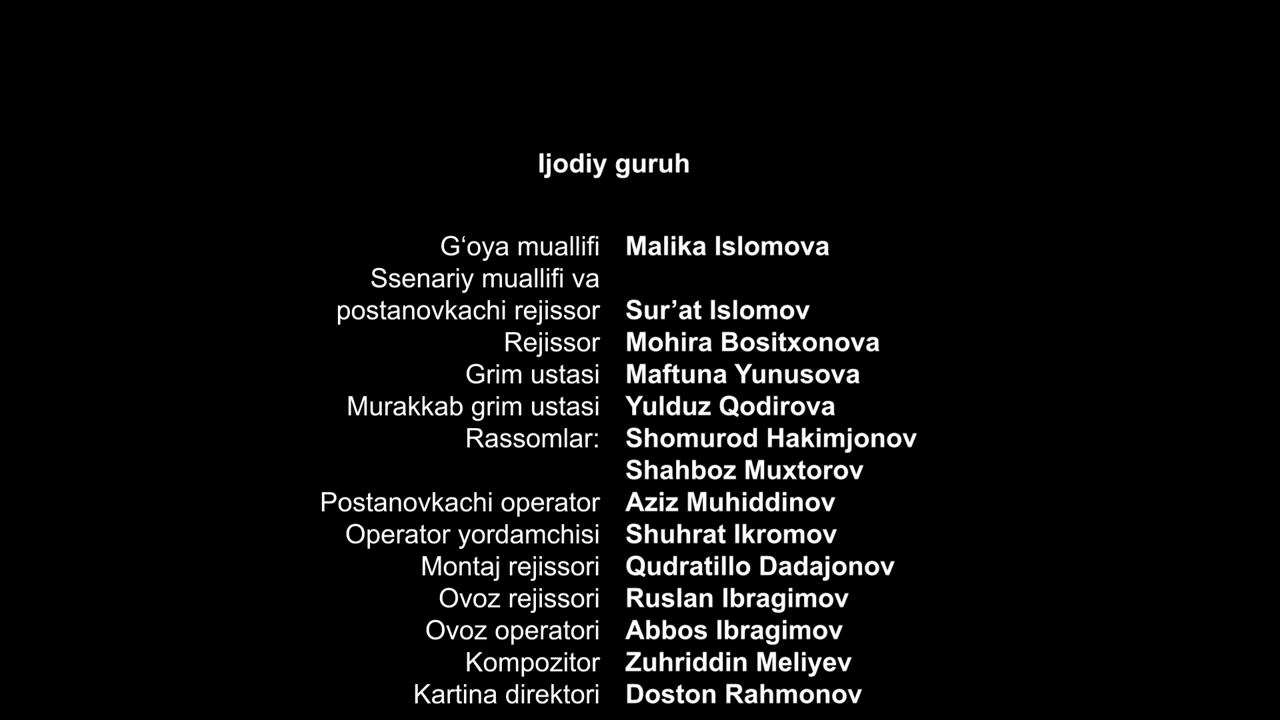 Ijodiy guruh
G‘oya muallifi Malika Islomova
Ssenariy muallifi va
postanovkachi rejissor Sur’at Islomov
Rejissor Mohira Bositxonova
Grim ustasi Maftuna Yunusova
Murakkab grim ustasi Yulduz Qodirova
Rassomlar: Shomurod Hakimjonov
Shahboz Muxtorov
Postanovkachi operator Aziz Muhiddinov
Operator yordamchisi Shuhrat Ikromov
Montaj rejissori Qudratillo Dadajonov
Ovoz rejissori Ruslan Ibragimov
Ovoz operatori Abbos Ibragimov
Kompozitor Zuhriddin Meliyev
Kartina direktori Doston Rahmonov